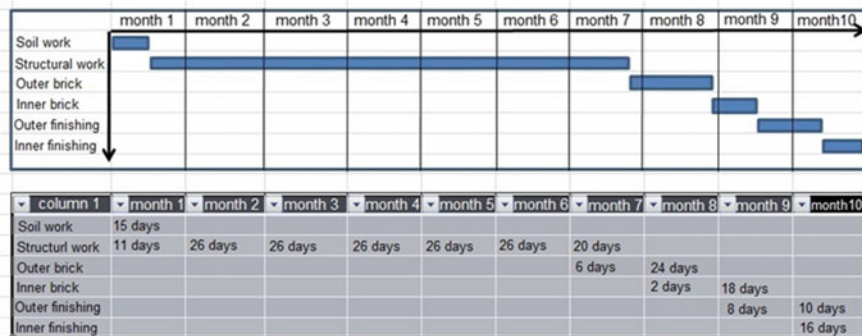 month 1 month 2 month 3 month 4 month 5 month 6 month 7 month 8 month 9 month10
Soil work
Structural work
Outer brick
Inner brick
Outer finishing
Inner finishing
column 1 month 1 month 2 month 3 month 4 month 5 month 6 month 7 month 8 month 9 month10
Soil work 15 days
Structurl work 11 days 26 days 26 days 26 days 26 days 26 days 20 days
Outer brick 6 days 24 days
Inner brick 2 days 18 days
Outer finishing 8 days 10 days
Inner finishing 16 days